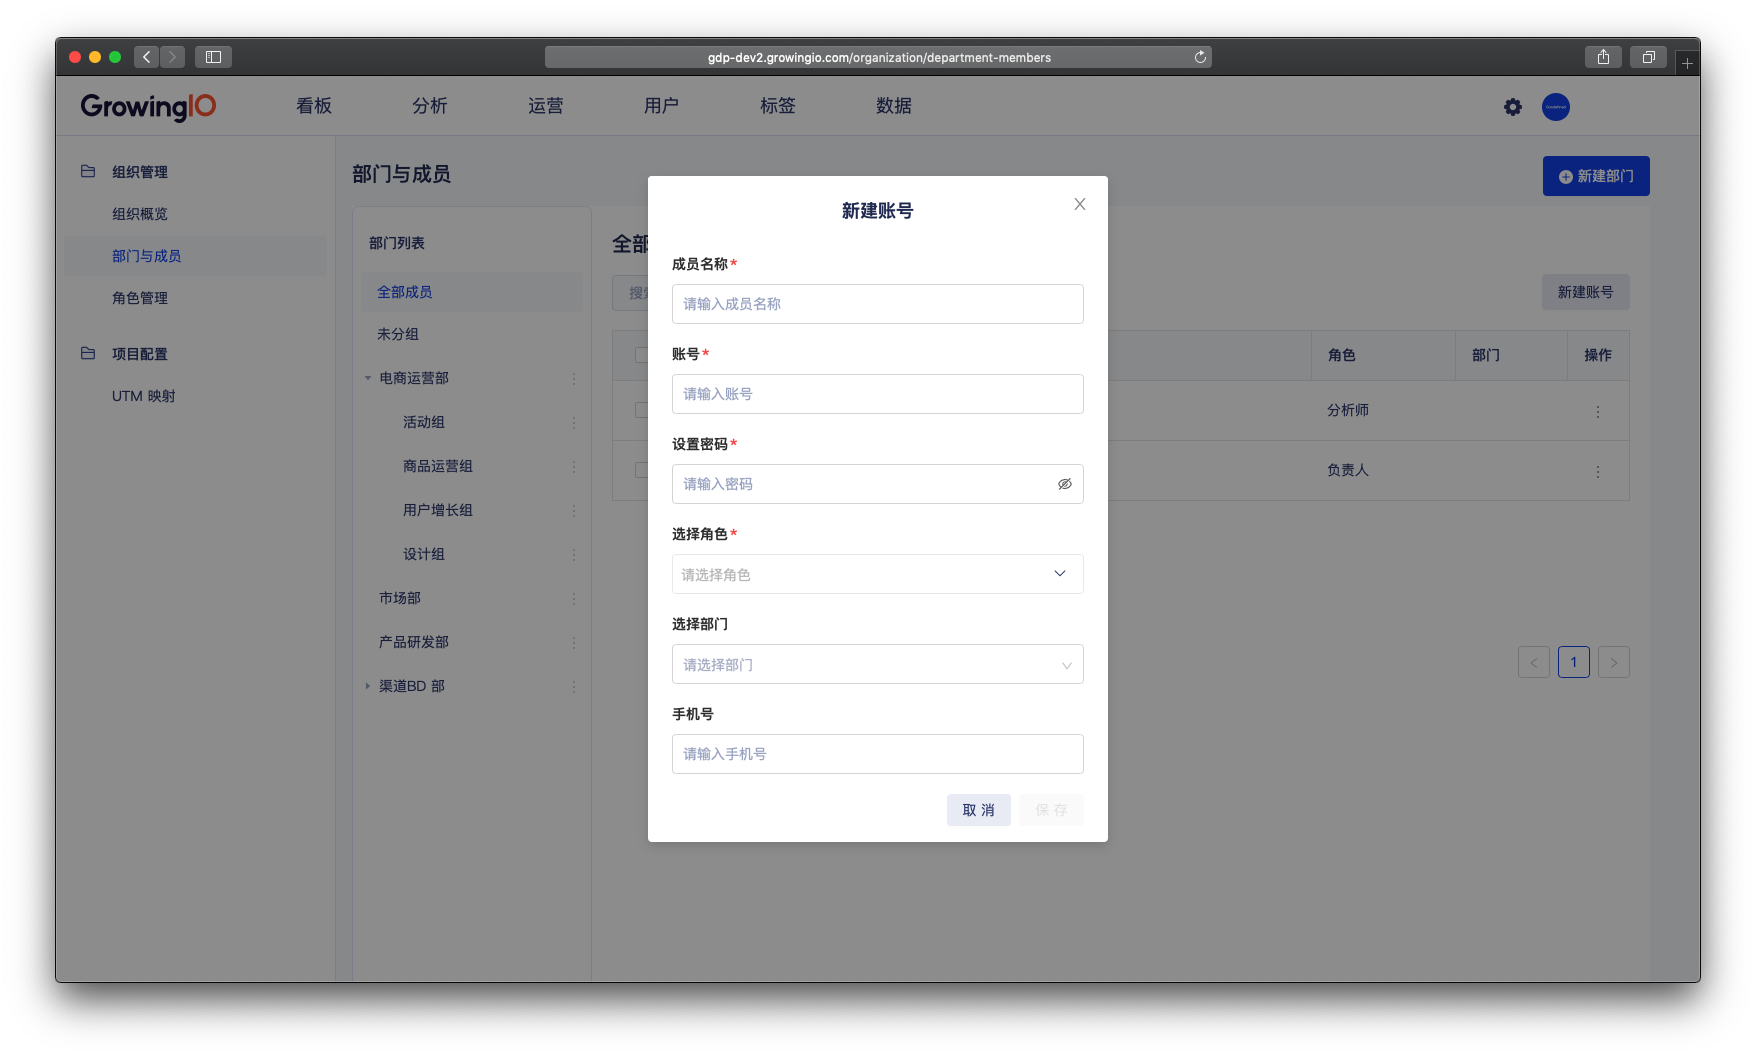 gdp-dev2.growingio.com/organization/department-members
GrowingIO
看板
分析
运营
用户
标签
数据
组织管理
组织概览
部门与成员
角色管理
项目配置
UTM 映射
部门与成员
新建部门
部门列表
全部成员
未分组
电商运营部
活动组
商品运营组
用户增长组
设计组
市场部
产品研发部
渠道BD 部
全部
搜
新建账号
角色
部门
操作
分析师
负责人
1
新建账号
成员名称*
请输入成员名称
账号*
请输入账号
设置密码*
请输入密码
选择角色*
请选择角色
选择部门
请选择部门
手机号
请输入手机号
取 消
保 存